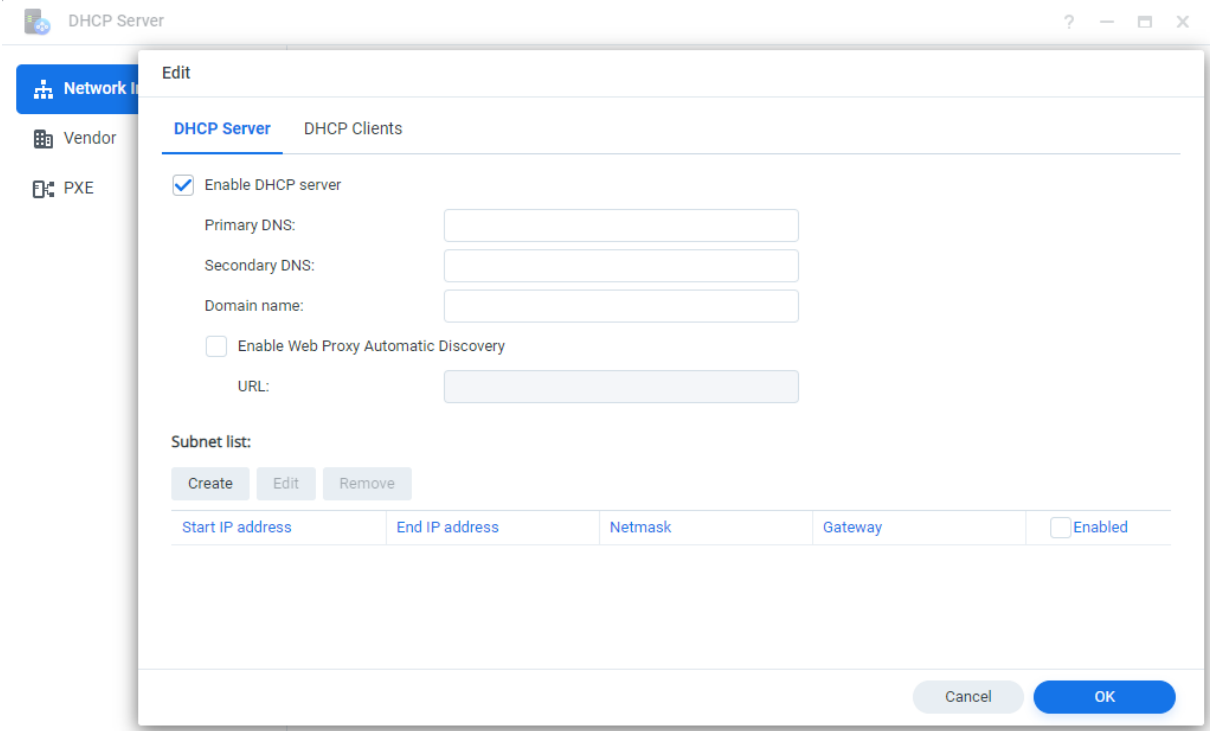 DHCP Server
?
Network
Edit
Vendor
PXE
DHCP Server DHCP Clients
Enable DHCP server
Primary DNS:
Secondary DNS:
Domain name:
Enable Web Proxy Automatic Discovery
URL:
Subnet list:
Create Edit Remove
Start IP address End IP address Netmask Gateway Enabled
Cancel OK